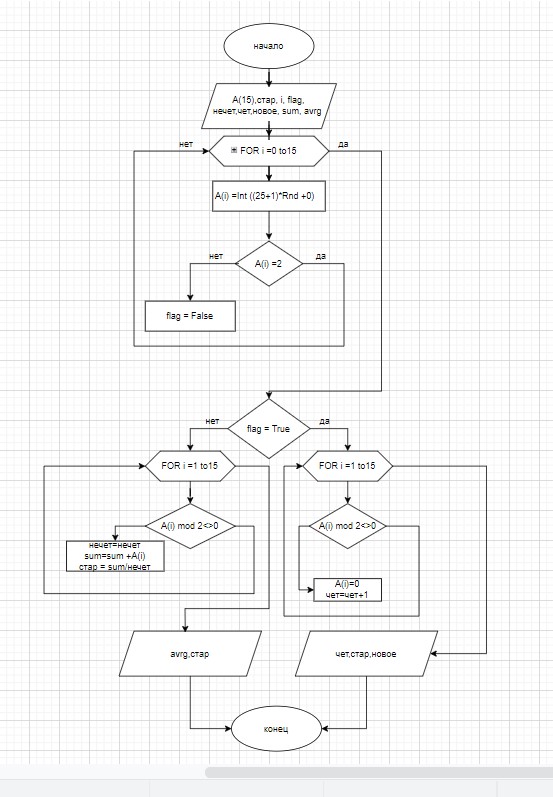 начало
A(15),стар, i, flag,
нечет,чет,новое, sum, avrg
нет
да
FOR i =0 to15
A(i) =Int ((25+1)*Rnd +0)
нет
да
A(i) =2
flag = False
нет
да
flag = True
FOR i =1 to15
FOR i =1 to15
A(i) mod 2<>0
A(i) mod 2<>0
нечет=нечет
sum=sum +A(i)
стар = sum/нечет
A(i)=0
чет=чет+1
avrg,стар
чет,стар,новое
конец